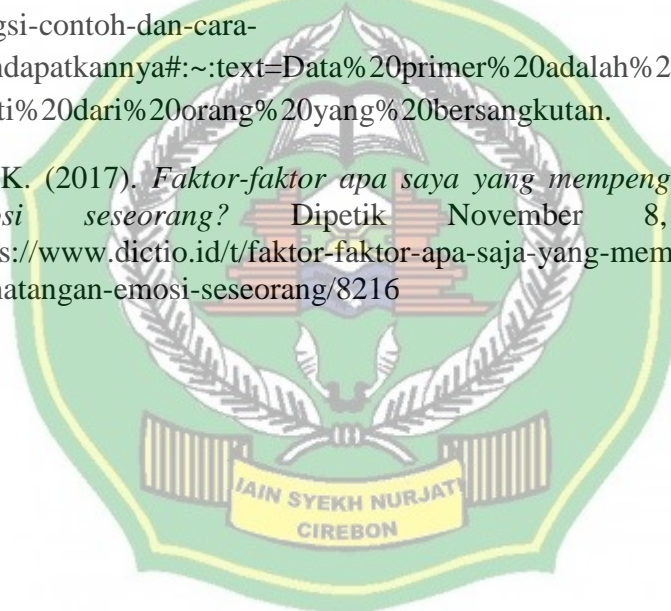 gsi-contoh-dan-cara-
ndapatkannya#:~:text=Data%20primer%20adalah%2
ti%20dari%20orang%20yang%20bersangkutan.
K. (2017). Faktor-faktor apa saya yang mempeng
si seseorang? Dipetik November 8,
s://www.dictio.id/t/faktor-faktor-apa-saja-yang-mem
natangan-emosi-seseorang/8216
IAIN SYEKH NURJATI
CIREBON